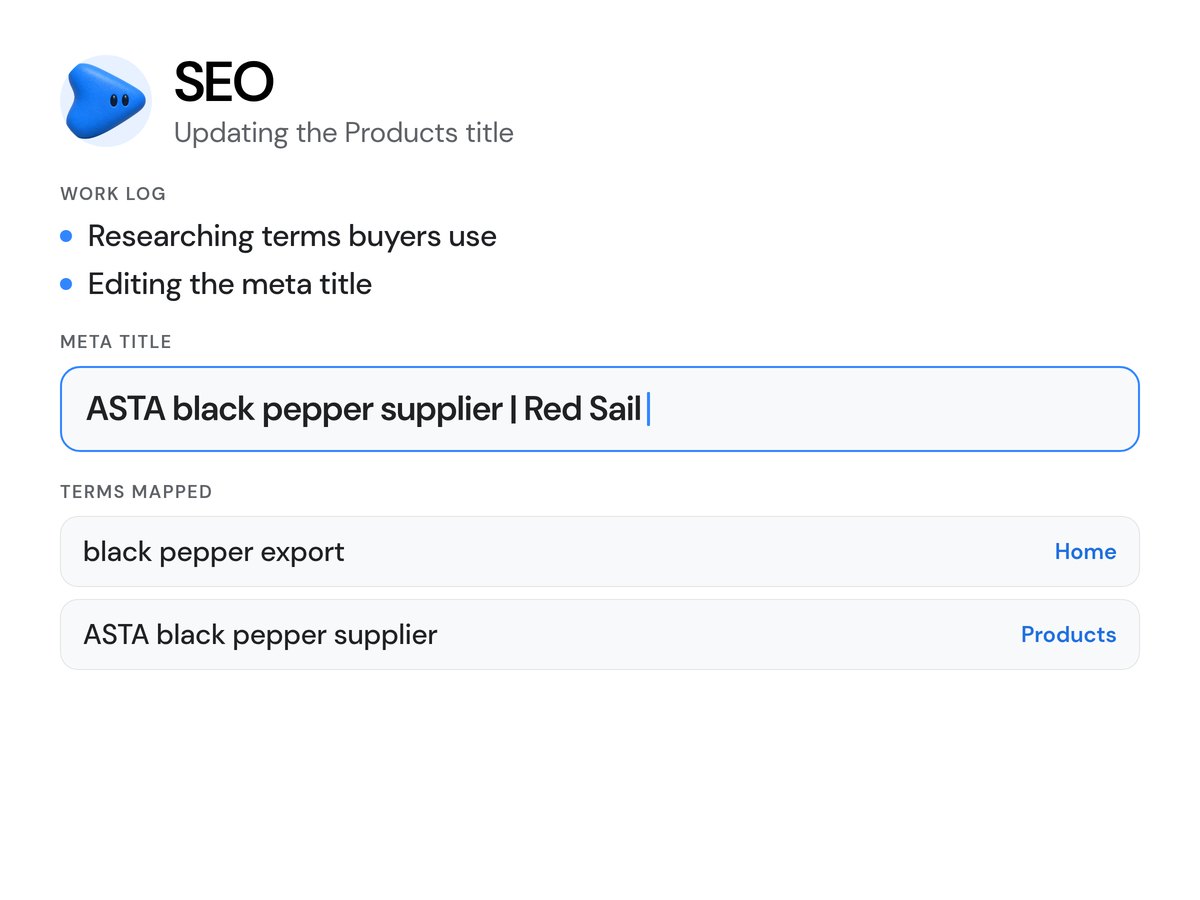 SEO
Updating the Products title
WORK LOG
Researching terms buyers use
Editing the meta title
META TITLE
ASTA black pepper supplier | Red Sail
TERMS MAPPED
black pepper export
Home
ASTA black pepper supplier
Products